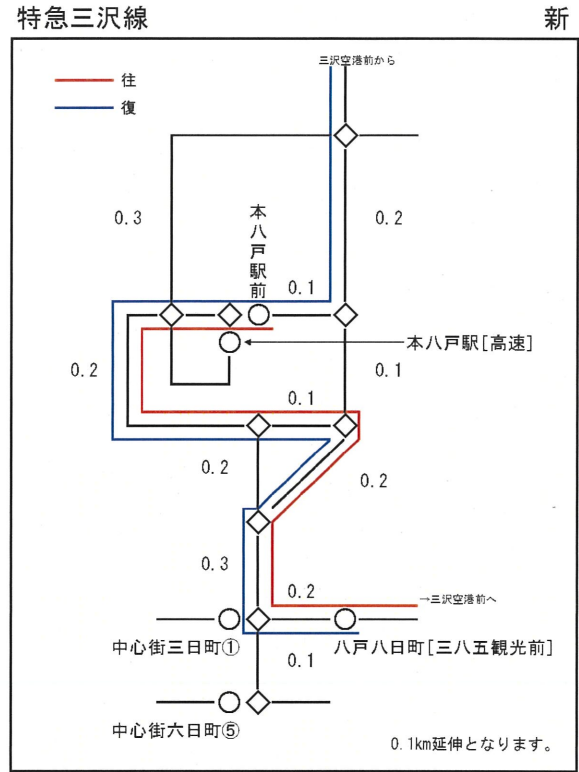 特急三沢線
新
三沢空港前から
往
復
0.3
本八戸駅前
0.2
0.1
本八戸駅[高速]
0.2
0.1
0.1
0.2
0.2
0.3
0.2
→三沢空港前へ
中心街三日町①
八戸八日町[三八五観光前]
0.1
中心街六日町⑤
0.1km延伸となります。